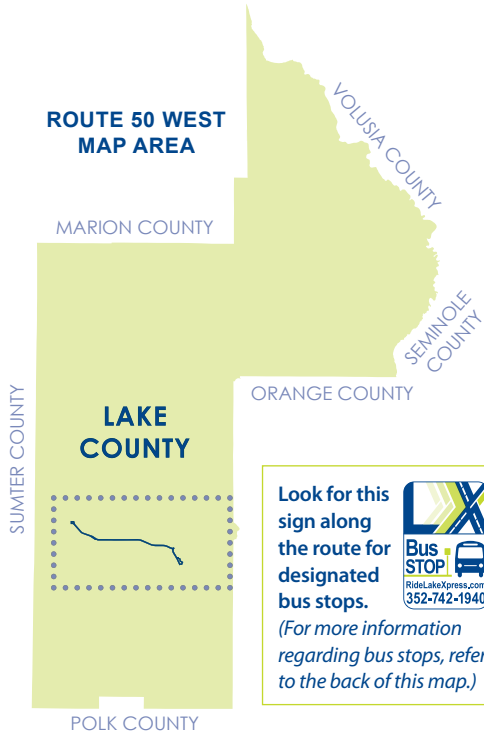 ROUTE 50 WEST
MAP AREA
VOLUSIA COUNTY
MARION COUNTY
SEMINOLE
COUNTY
ORANGE COUNTY
SUMTER COUNTY
LAKE
COUNTY
Look for this
sign along
the route for
designated
bus stops.
(For more information
regarding bus stops, refer
to the back of this map.)
LX
Bus
STOP
RideLakeXpress.com
352-742-1940
POLK COUNTY